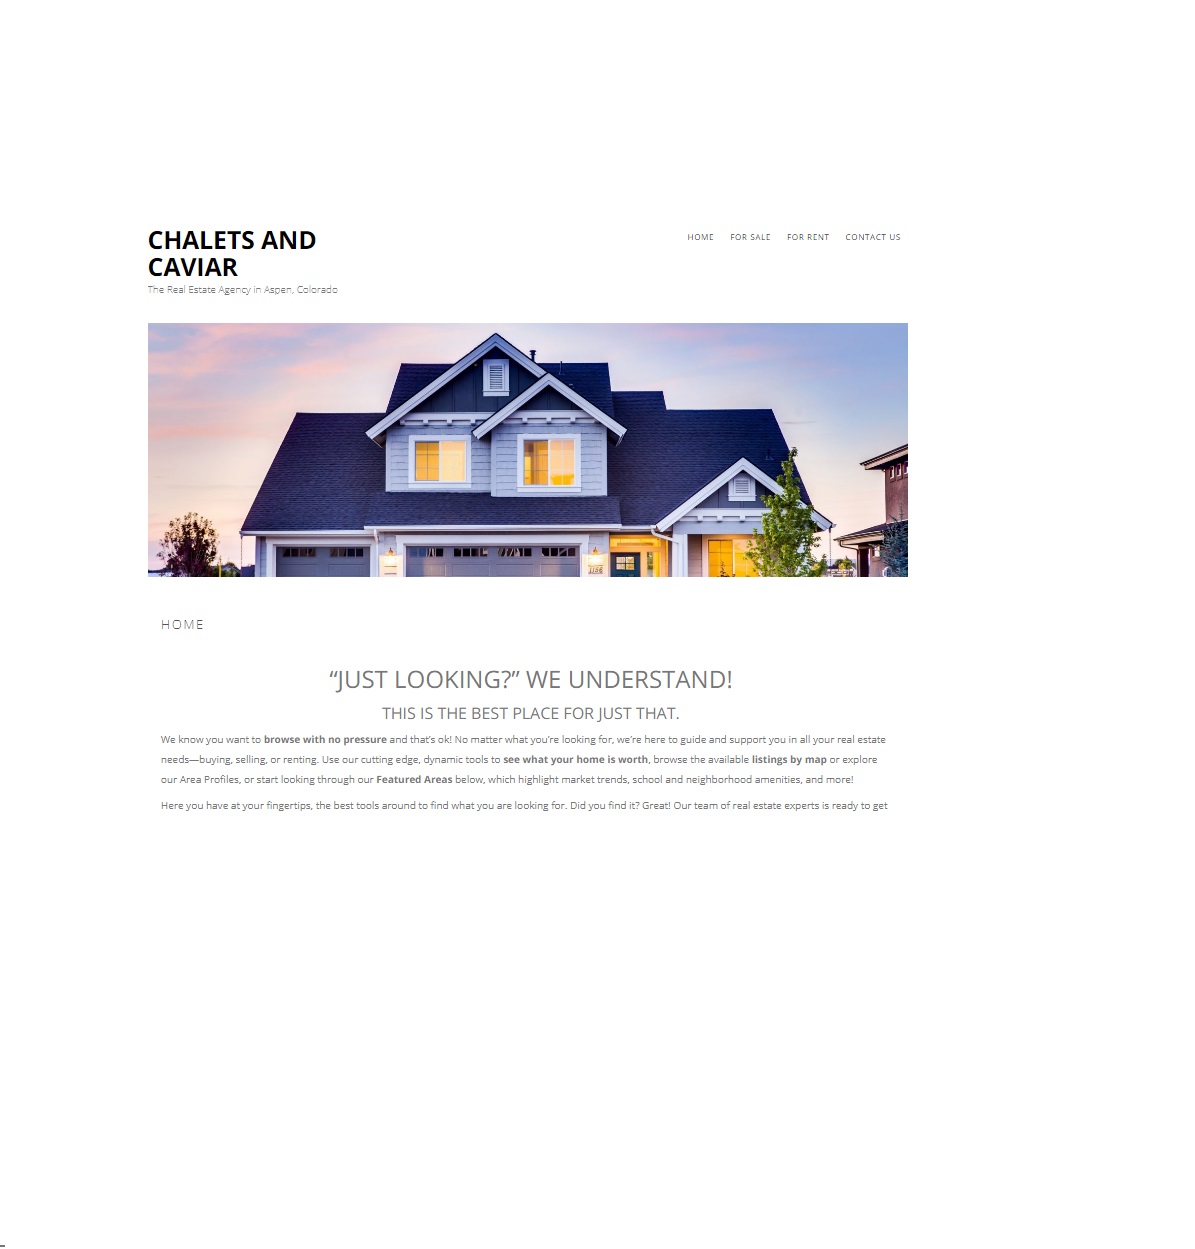 CHALETS AND
CAVIAR
The Real Estate Agency in Aspen, Colorado
HOME FOR SALE FOR RENT CONTACT US
HOME
“JUST LOOKING?” WE UNDERSTAND!
THIS IS THE BEST PLACE FOR JUST THAT.
We know you want to browse with no pressure and that’s ok! No matter what you’re looking for, we’re here to guide and support you in all your real estate
needs—buying, selling, or renting. Use our cutting edge, dynamic tools to see what your home is worth, browse the available listings by map or explore
our Area Profiles, or start looking through our Featured Areas below, which highlight market trends, school and neighborhood amenities, and more!
Here you have at your fingertips, the best tools around to find what you are looking for. Did you find it? Great! Our team of real estate experts is ready to get